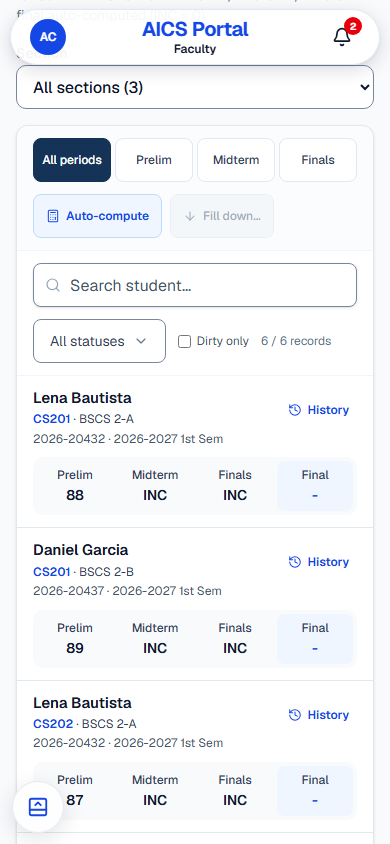 AC
AICS Portal
Faculty
2
All sections (3)
All periods
Prelim
Midterm
Finals
Auto-compute
Fill down...
Search student...
All statuses
Dirty only
6 / 6 records
Lena Bautista
History
CS201 · BSCS 2-A
2026-20432 · 2026-2027 1st Sem
Prelim Midterm Finals Final
88 INC INC -
Daniel Garcia
History
CS201 · BSCS 2-B
2026-20437 · 2026-2027 1st Sem
Prelim Midterm Finals Final
89 INC INC -
Lena Bautista
History
CS202 · BSCS 2-A
2026-20432 · 2026-2027 1st Sem
Prelim Midterm Finals Final
87 INC INC -